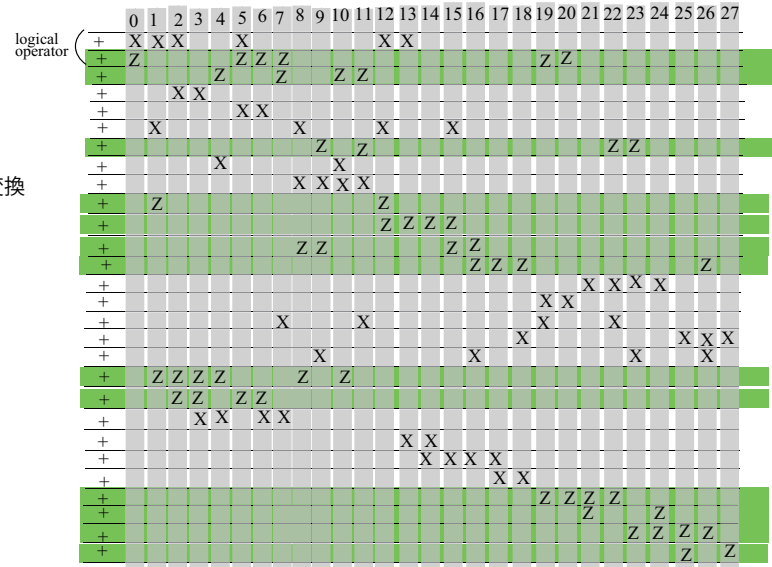 0 1 2 3 4 5 6 7 8 9 10 11 12 13 14 15 16 17 18 19 20 21 22 23 24 25 26 27
logical
operator
+ X X X X X X
+ Z Z Z Z Z Z
+ Z Z Z Z
+ X X
+ X X
+ X X X X
+ Z Z Z Z
+ X X
換
+ X X X X
+ Z Z
+ Z Z Z Z
+ Z Z Z Z
+ Z Z Z Z
+ X X X X
+ X X
+ X X X X
+ X X X X
+ X X X X
+ Z Z Z Z Z Z
+ Z Z Z Z
+ X X X X
+ X X
+ X X X X
+ X X
+ Z Z Z Z
+ Z Z
+ Z Z Z Z
+ Z Z